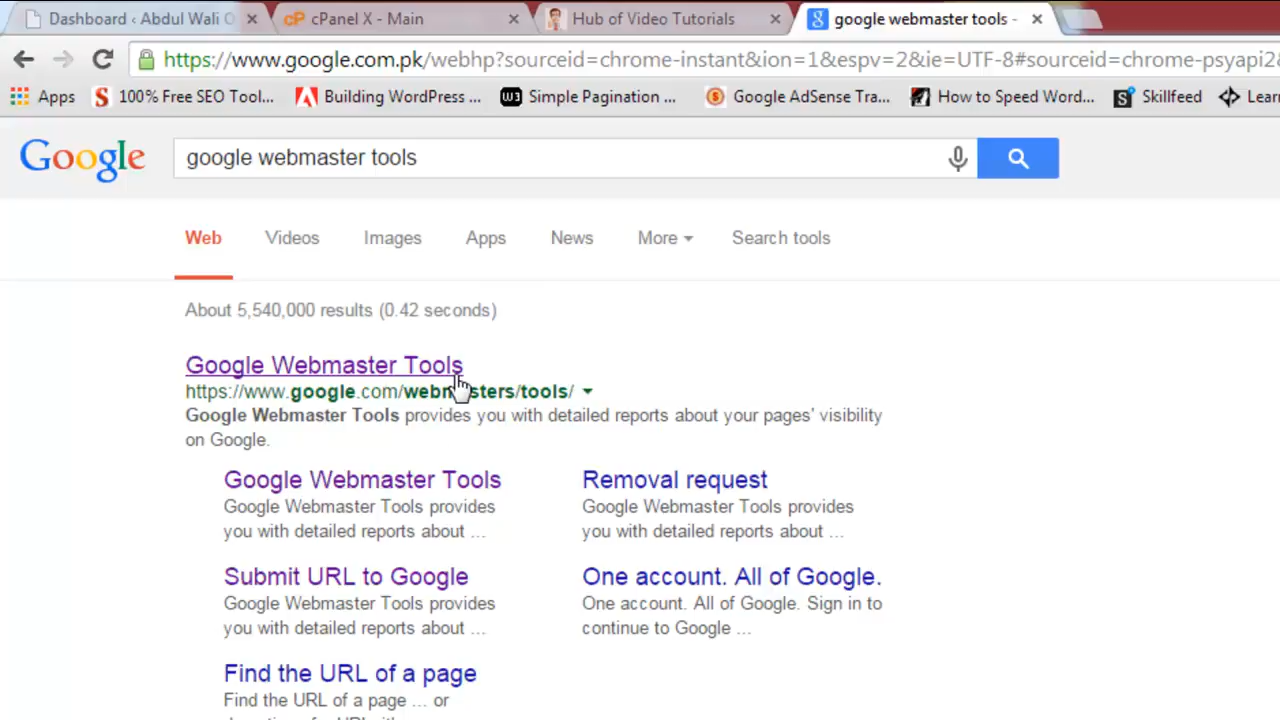 Dashboard ‹ Abdul Wali
cPanel X - Main
Hub of Video Tutorials
google webmaster tools -
https://www.google.com.pk/webhp?sourceid=chrome-instant&ion=1&espv=2&ie=UTF-8#sourceid=chrome-psyapi2
Apps
100% Free SEO Tool...
Building WordPress ...
Simple Pagination ...
Google AdSense Tra...
How to Speed Word...
Skillfeed
Google
google webmaster tools
Web Videos Images Apps News More Search tools
About 5,540,000 results (0.42 seconds)
Google Webmaster Tools
https://www.google.com/webmasters/tools/
Google Webmaster Tools provides you with detailed reports about your pages' visibility
on Google.
Google Webmaster Tools
Google Webmaster Tools provides
you with detailed reports about ...
Removal request
Google Webmaster Tools provides
you with detailed reports about ...
Submit URL to Google
Google Webmaster Tools provides
you with detailed reports about ...
One account. All of Google.
One account. All of Google. Sign in to
continue to Google ...
Find the URL of a page
Find the URL of a page ... or